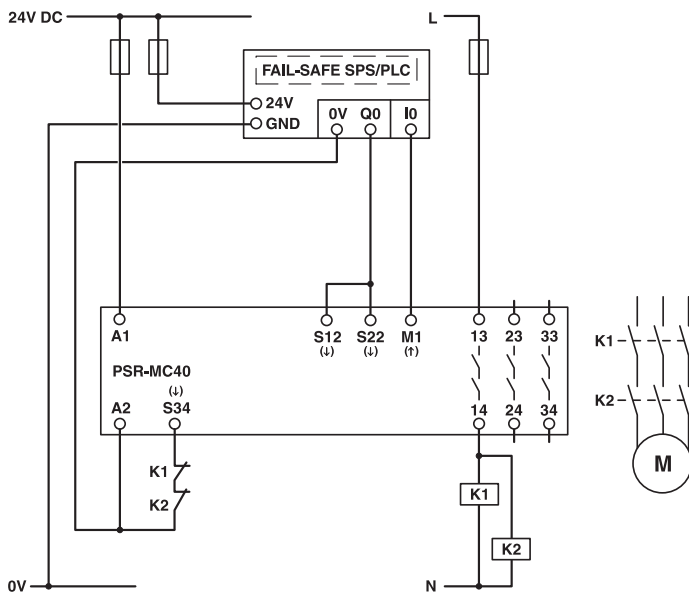 24V DC
L
FAIL-SAFE SPS/PLC
24V
GND
0V Q0 I0
A1 S12 S22 M1 13 23 33
(↓) (↓) (↑)
PSR-MC40
(↓)
A2 S34 14 24 34
K1
K2
K1
K2
K1
K2
M
0V
N